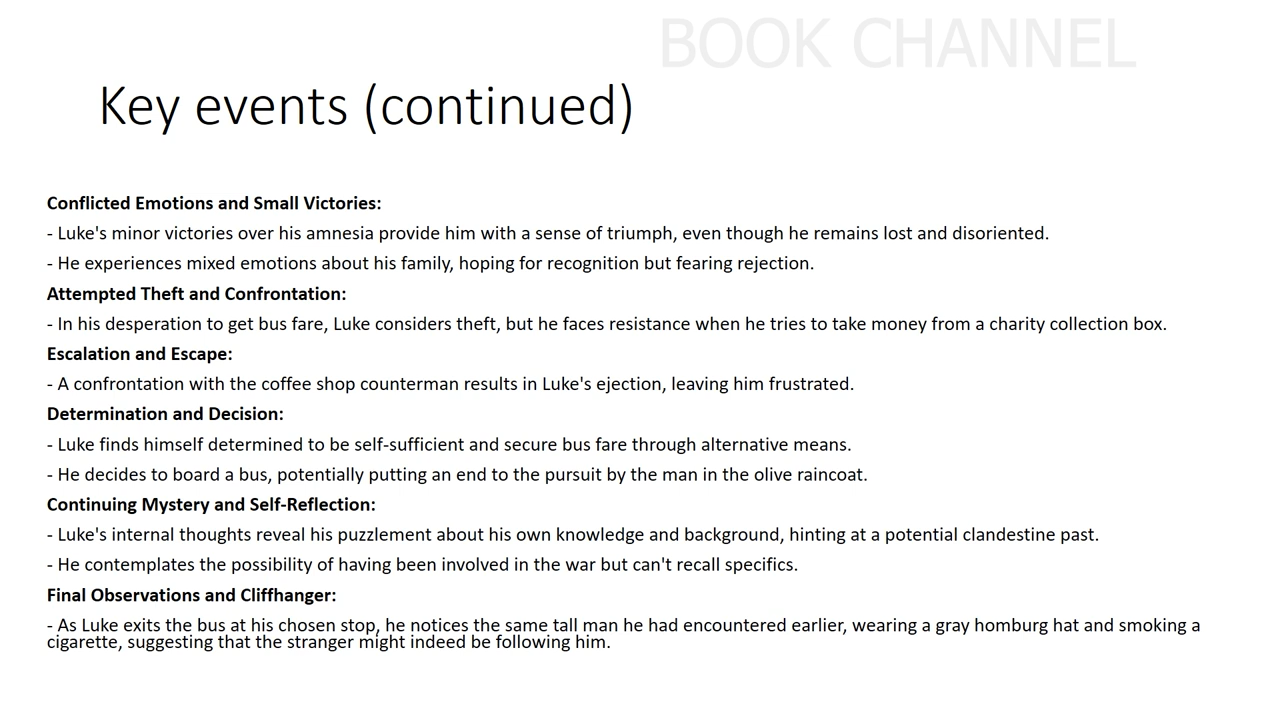 BOOK CHANNEL
Key events (continued)
Conflicted Emotions and Small Victories:
- Luke's minor victories over his amnesia provide him with a sense of triumph, even though he remains lost and disoriented.
- He experiences mixed emotions about his family, hoping for recognition but fearing rejection.
Attempted Theft and Confrontation:
- In his desperation to get bus fare, Luke considers theft, but he faces resistance when he tries to take money from a charity collection box.
Escalation and Escape:
- A confrontation with the coffee shop counterman results in Luke's ejection, leaving him frustrated.
Determination and Decision:
- Luke finds himself determined to be self-sufficient and secure bus fare through alternative means.
- He decides to board a bus, potentially putting an end to the pursuit by the man in the olive raincoat.
Continuing Mystery and Self-Reflection:
- Luke's internal thoughts reveal his puzzlement about his own knowledge and background, hinting at a potential clandestine past.
- He contemplates the possibility of having been involved in the war but can't recall specifics.
Final Observations and Cliffhanger:
- As Luke exits the bus at his chosen stop, he notices the same tall man he had encountered earlier, wearing a gray homburg hat and smoking a
cigarette, suggesting that the stranger might indeed be following him.